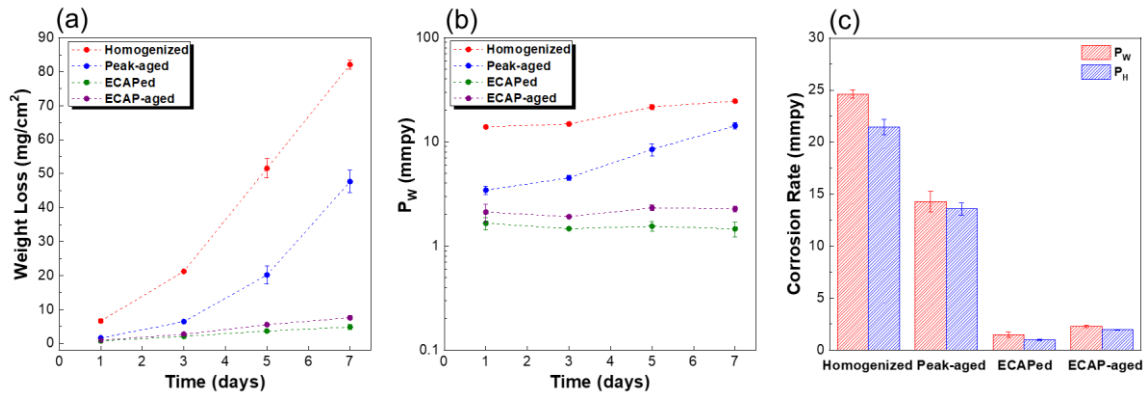 (a)
Weight Loss (mg/cm²)
90
80
70
60
50
40
30
20
10
0
Homogenized
Peak-aged
ECAPed
ECAP-aged
0 1 2 3 4 5 6 7
Time (days)
(b)
P_W (mmpy)
100
10
1
0.1
Homogenized
Peak-aged
ECAPed
ECAP-aged
0 1 2 3 4 5 6 7
Time (days)
(c)
Corrosion Rate (mmpy)
30
25
20
15
10
5
0
P_W
P_H
Homogenized Peak-aged ECAPed ECAP-aged